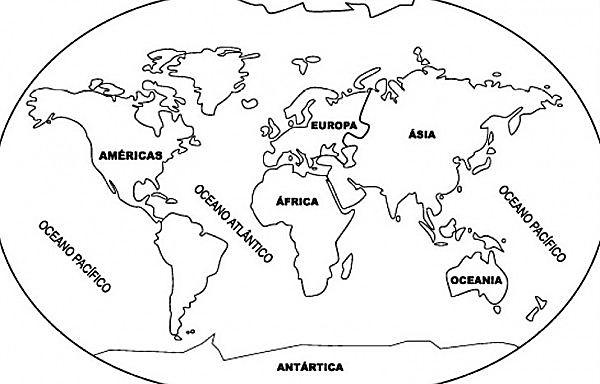 EUROPA
ÁSIA
AMÉRICAS
ÁFRICA
OCEANO ATLÂNTICO
OCEANO PACÍFICO
OCEANO PACÍFICO
OCEANIA
ANTÁRTICA